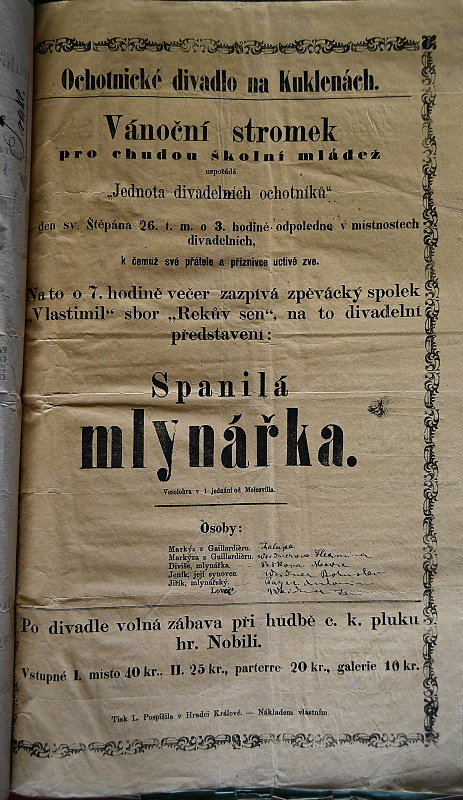 Ochotnické divadlo na Kuklenách.
Vánoční stromek
pro chudou školní mládež
uspořádá
„Jednota divadelních ochotníků“
den sv. Štěpána 26. t. m. o 3. hodině odpoledne v místnostech
divadelních,
k čemuž své přátele a příznivce uctivě zve.
Na to o 7. hodině večer zazpívá zpěvácký spolek
„Vlastimil“ sbor „Rekův sen“, na to divadelní
představení:
Spanilá
mlynářka.
Veselohra v 1 jednání od Melesvilla.
Osoby:
Markýz z Gaillardièru.
Markýza z Gaillardièru.
Diviše, mlynářka.
Jeník, její synovec.
Jiřík, mlynářský.
Lovčí
Po divadle volná zábava při hudbě c. k. pluku
hr. Nobili.
Vstupné I. místo 40 kr., II. 25 kr., parterre 20 kr., galerie 10 kr.
Tisk L. Pospíšila v Hradci Králové. — Nákladem vlastním